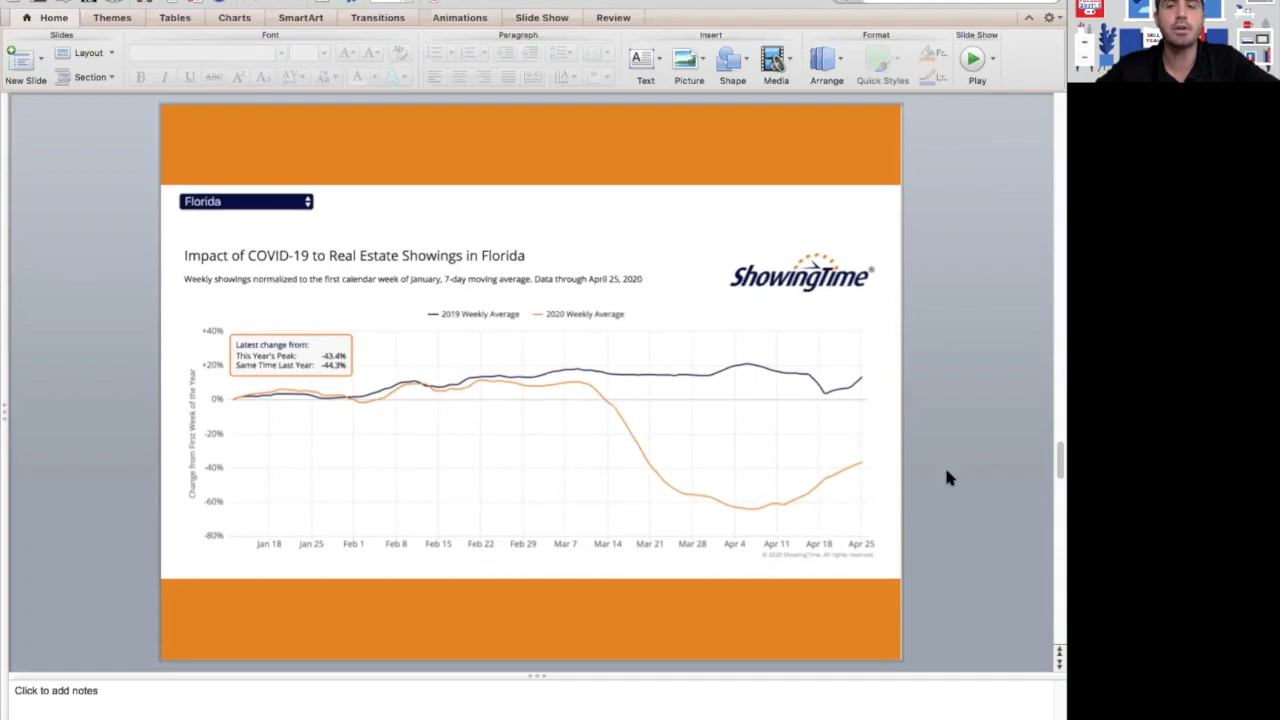 Home Themes Tables Charts SmartArt Transitions Animations Slide Show Review
Slides Font Paragraph Insert Format Slide Show
New Slide Layout Section
B I U ABC
Text Picture Shape Media Arrange Quick Styles Play
Florida
Impact of COVID-19 to Real Estate Showings in Florida
Weekly showings normalized to the first calendar week of January, 7-day moving average. Data through April 25, 2020
ShowingTime®
2019 Weekly Average 2020 Weekly Average
Latest change from:
This Year's Peak: -43.4%
Same Time Last Year: -44.3%
Change from First Week of the Year
+40%
+20%
0%
-20%
-40%
-60%
-80%
Jan 18 Jan 25 Feb 1 Feb 8 Feb 15 Feb 22 Feb 29 Mar 7 Mar 14 Mar 21 Mar 28 Apr 4 Apr 11 Apr 18 Apr 25
© 2020 ShowingTime. All rights reserved.
Click to add notes